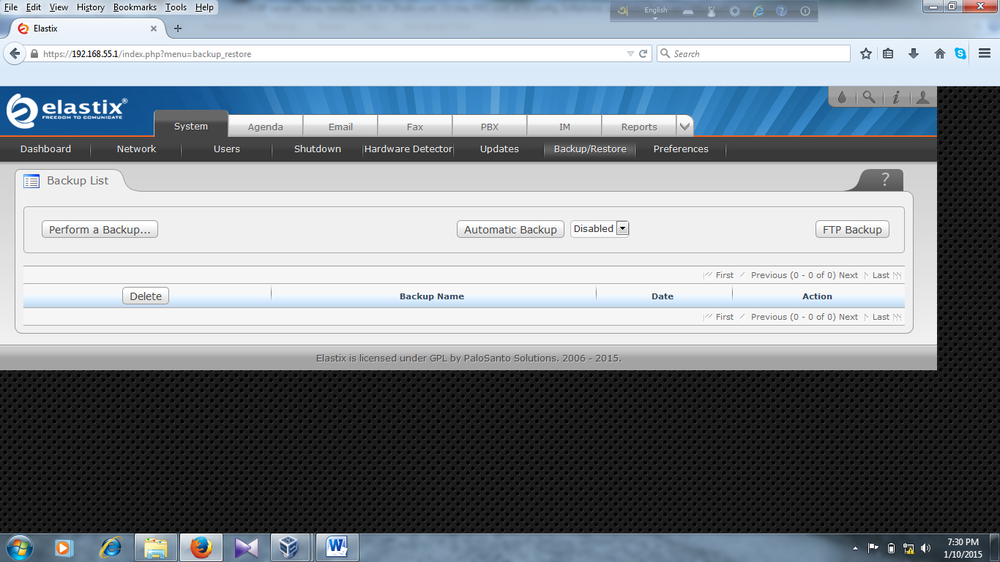 File Edit View History Bookmarks Tools Help
English
Elastix
https://192.168.55.1/index.php?menu=backup_restore
Search
elastix®
FREEDOM TO COMUNICATE
System Agenda Email Fax PBX IM Reports
Dashboard Network Users Shutdown Hardware Detector Updates Backup/Restore Preferences
Backup List
?
Perform a Backup... Automatic Backup Disabled FTP Backup
First Previous (0 - 0 of 0) Next Last
Delete Backup Name Date Action
First Previous (0 - 0 of 0) Next Last
Elastix is licensed under GPL by PaloSanto Solutions. 2006 - 2015.
7:30 PM
1/10/2015